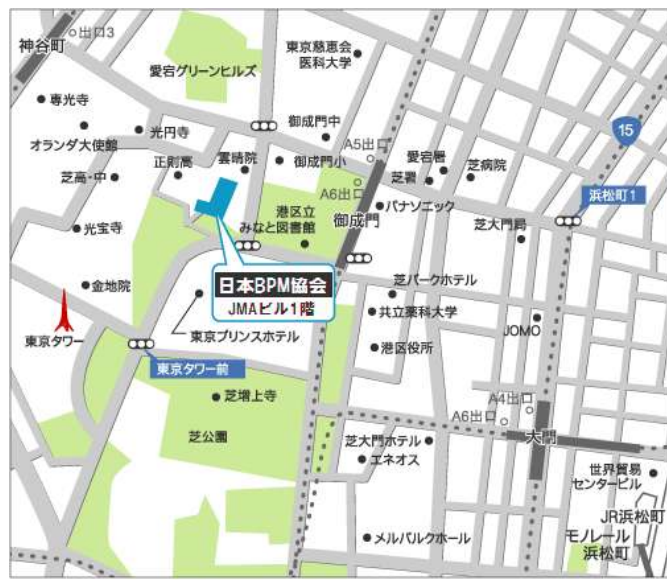 出口3
神谷町
愛宕グリーンヒルズ
東京慈恵会
医科大学
専光寺
オランダ大使館
光円寺
御成門中
A5出口
15
正則高
雲晴院
御成門小
愛宕署
芝署
芝病院
芝高・中
A6出口
パナソニック
浜松町1
港区立
みなと図書館
御成門
芝大門局
光宝寺
日本BPM協会
JMAビル1階
金地院
芝パークホテル
共立薬科大学
東京タワー
東京プリンスホテル
港区役所
JOMO
東京タワー前
芝増上寺
A4出口
A6出口
芝公園
芝大門ホテル
エネオス
大門
世界貿易
センタービル
JR浜松町
モノレール
浜松町
メルパルクホール